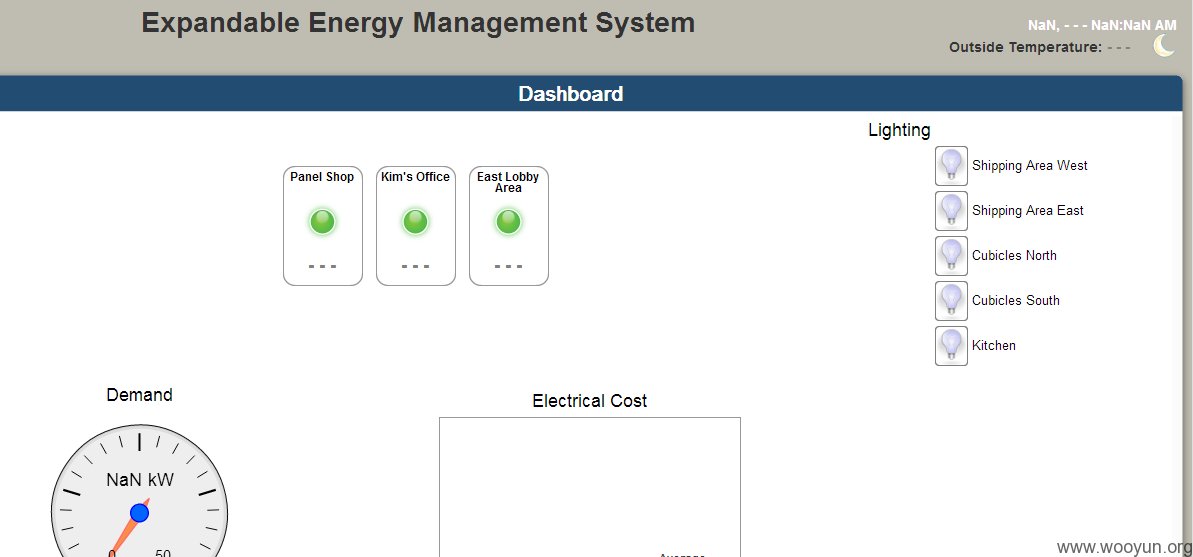 Expandable Energy Management System
NaN, - - - NaN:NaN AM
Outside Temperature: - - -
Dashboard
Lighting
Panel Shop
Kim's Office
East Lobby
Area
- - -
- - -
- - -
Shipping Area West
Shipping Area East
Cubicles North
Cubicles South
Kitchen
Demand
NaN kW
0
50
Electrical Cost
Average
www.wooyun.org